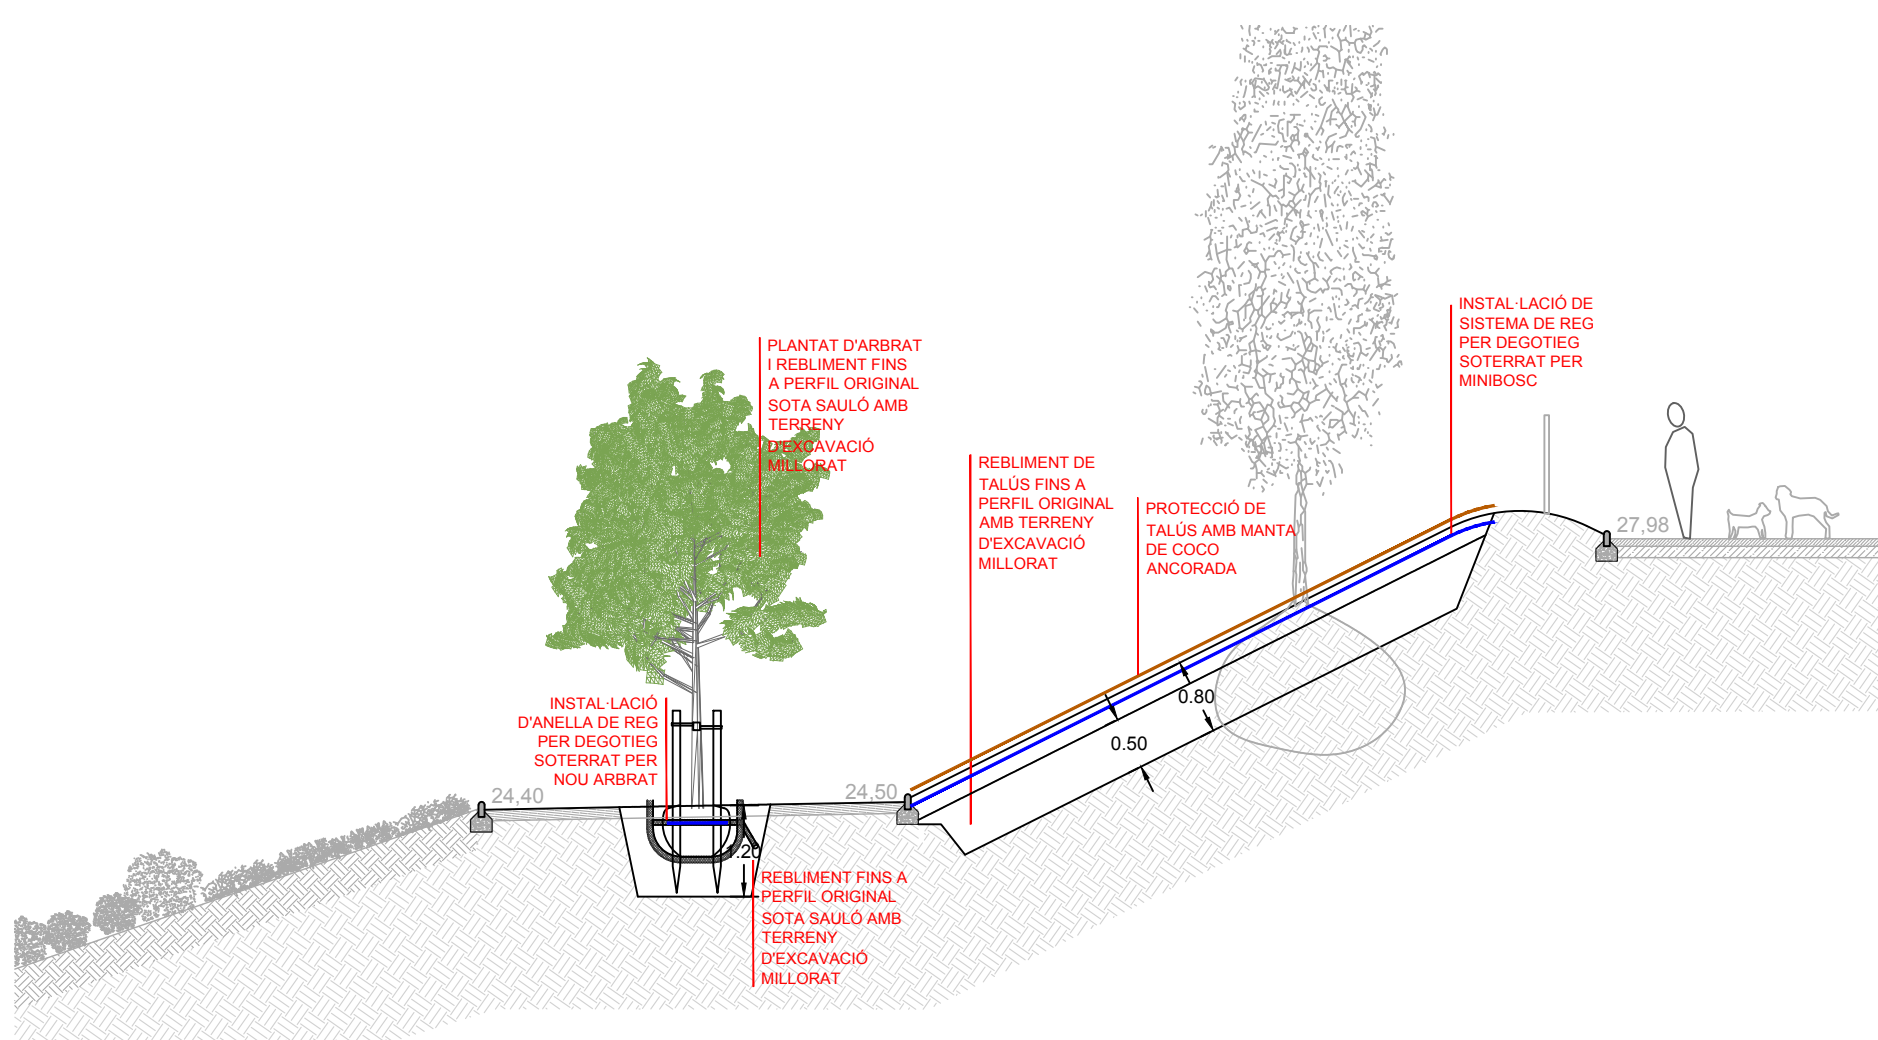 INSTAL·LACIÓ DE
SISTEMA DE REG
PER DEGOTIEG
SOTERRAT PER
MINIBOSC
PLANTAT D'ARBRAT
I REBLIMENT FINS
A PERFIL ORIGINAL
SOTA SAULÓ AMB
TERRENY
D'EXCAVACIÓ
MILLORAT
REBLIMENT DE
TALÚS FINS A
PERFIL ORIGINAL
AMB TERRENY
D'EXCAVACIÓ
MILLORAT
PROTECCIÓ DE
TALÚS AMB MANTA
DE COCO
ANCORADA
27,98
0.80
0.50
INSTAL·LACIÓ
D'ANELLA DE REG
PER DEGOTIEG
SOTERRAT PER
NOU ARBRAT
24,40
24,50
1.20
REBLIMENT FINS A
PERFIL ORIGINAL
SOTA SAULÓ AMB
TERRENY
D'EXCAVACIÓ
MILLORAT